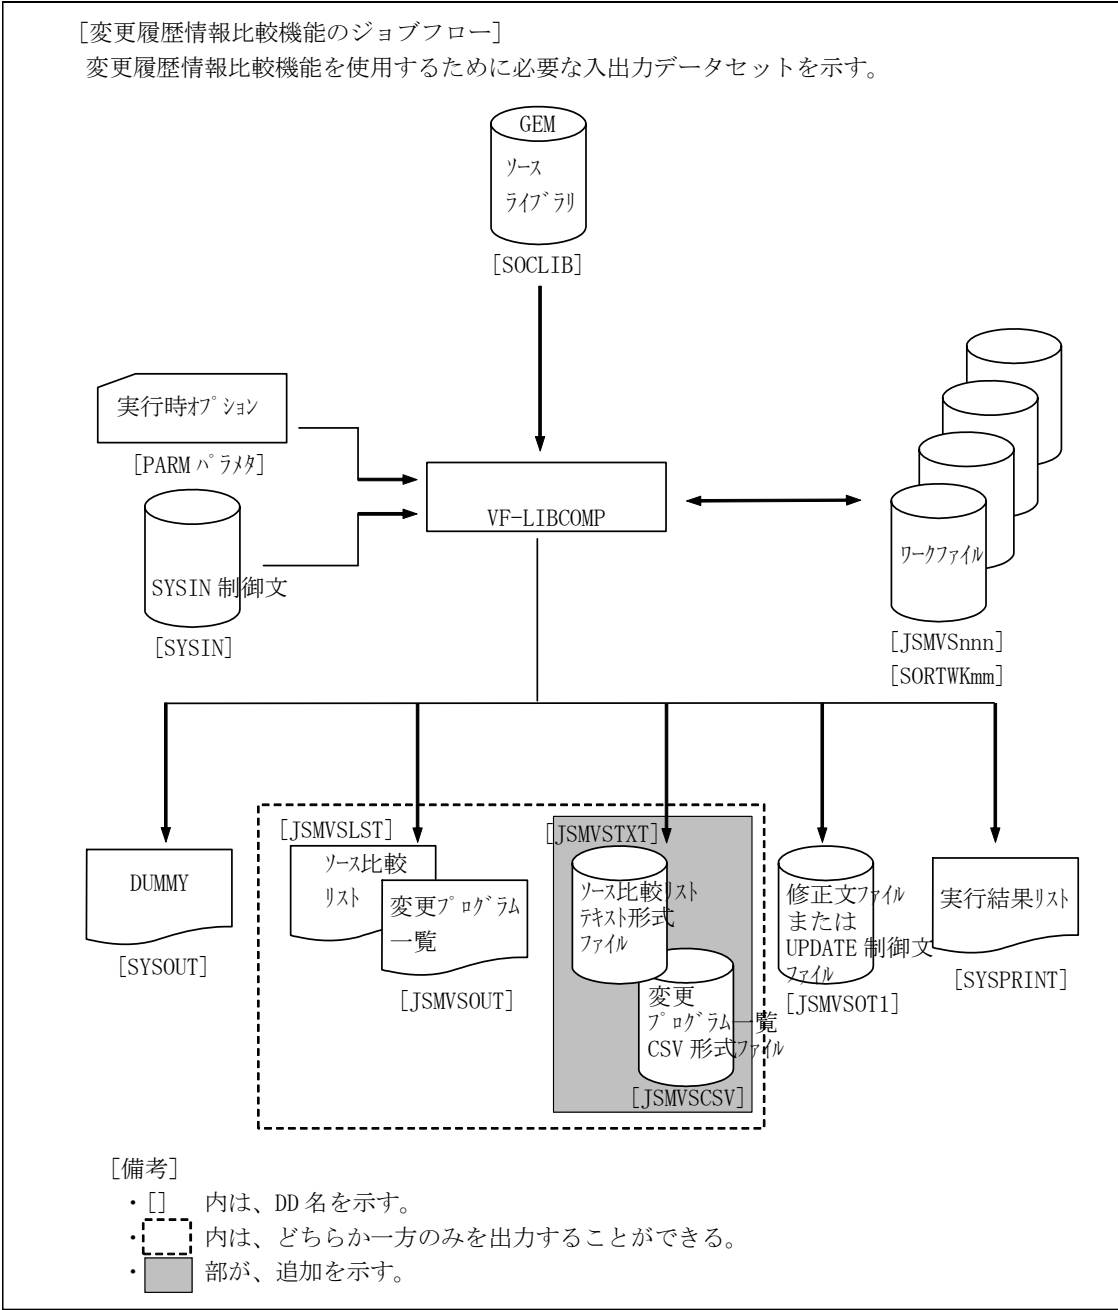 [変更履歴情報比較機能のジョブフロー]
変更履歴情報比較機能を使用するために必要な入出力データセットを示す。
GEM
ソース
ライブラリ
[SOCLIB]
実行時オプション
[PARM パラメタ]
SYSIN 制御文
[SYSIN]
VF-LIBCOMP
ワークファイル
[JSMVSnnn]
[SORTWKmm]
DUMMY
[SYSOUT]
[JSMVSLST]
ソース比較
リスト
変更プログラム
一覧
[JSMVSOUT]
[JSMVSTXT]
ソース比較リスト
テキスト形式
ファイル
変更
プログラム一覧
CSV 形式ファイル
[JSMVSCSV]
修正文ファイル
または
UPDATE 制御文
ファイル
[JSMVSOT1]
実行結果リスト
[SYSPRINT]
[備考]
・[] 内は、DD 名を示す。
・ 内は、どちらか一方のみを出力することができる。
・ 部が、追加を示す。